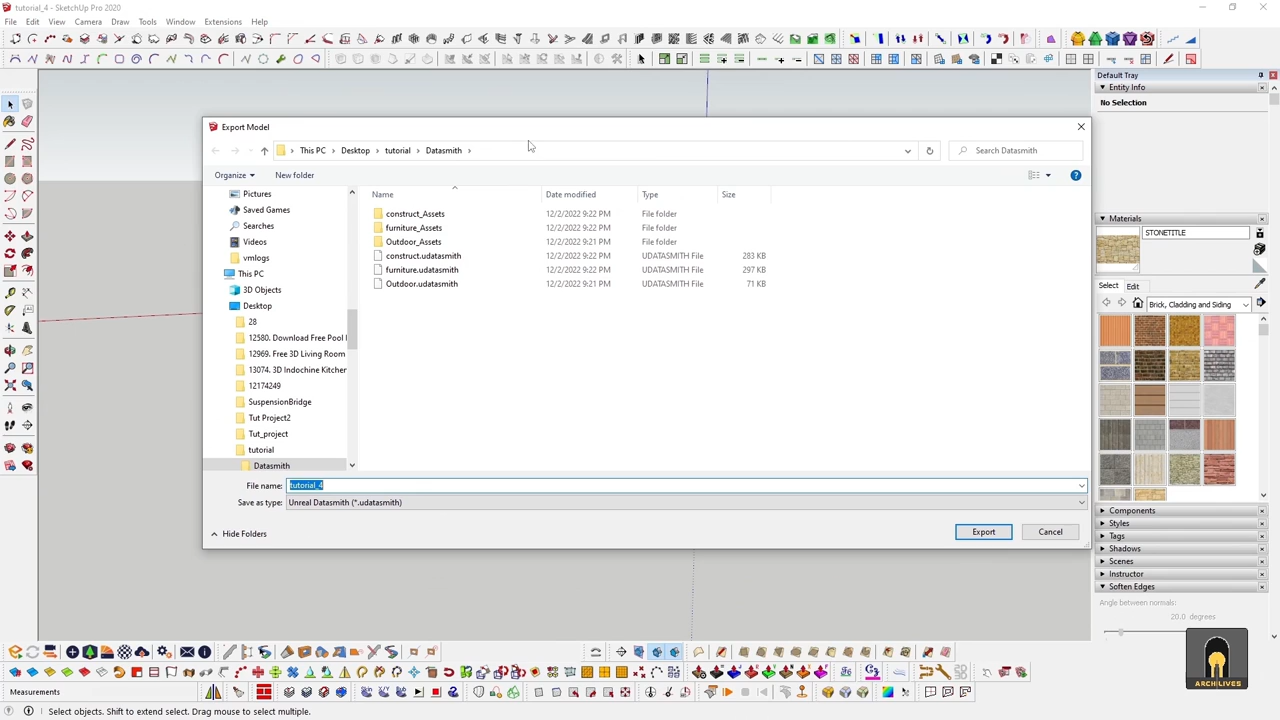 tutorial_4 - SketchUp Pro 2020
File Edit View Camera Draw Tools Window Extensions Help
Default Tray
Entity Info
No Selection
Export Model
This PC › Desktop › tutorial › Datasmith ›
Search Datasmith
Organize New folder
Name Date modified Type Size
Pictures
Saved Games
Searches
Videos
vmlogs
This PC
3D Objects
Desktop
28
12580. Download Free Pool
12969. Free 3D Living Room
13074. 3D Indochine Kitchen
12174249
SuspensionBridge
Tut Project2
Tut_project
tutorial
Datasmith
construct_Assets 12/2/2022 9:22 PM File folder
furniture_Assets 12/2/2022 9:22 PM File folder
Outdoor_Assets 12/2/2022 9:21 PM File folder
construct.udatasmith 12/2/2022 9:22 PM UDATASMITH File 283 KB
furniture.udatasmith 12/2/2022 9:22 PM UDATASMITH File 297 KB
Outdoor.udatasmith 12/2/2022 9:21 PM UDATASMITH File 71 KB
File name: tutorial_4
Save as type: Unreal Datasmith (*.udatasmith)
Hide Folders
Export Cancel
Materials
STONETITLE
Select Edit
Brick, Cladding and Siding
Components
Styles
Tags
Shadows
Scenes
Instructor
Soften Edges
Angle between normals:
20.0 degrees
ARCHLIVES
Measurements
Select objects. Shift to extend select. Drag mouse to select multiple.